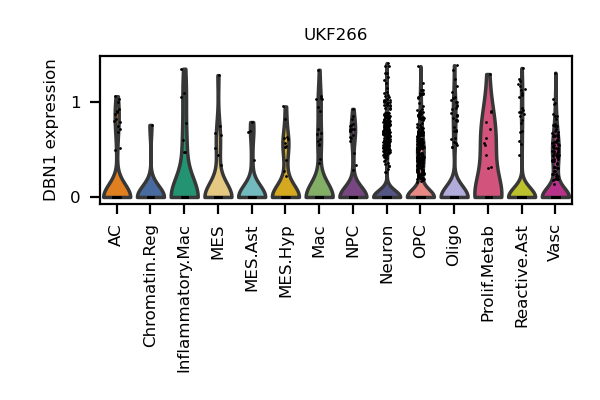 UKF266
DBN1 expression
1
0
AC
Chromatin.Reg
Inflammatory.Mac
MES
MES.Ast
MES.Hyp
Mac
NPC
Neuron
OPC
Oligo
Prolif.Metab
Reactive.Ast
Vasc